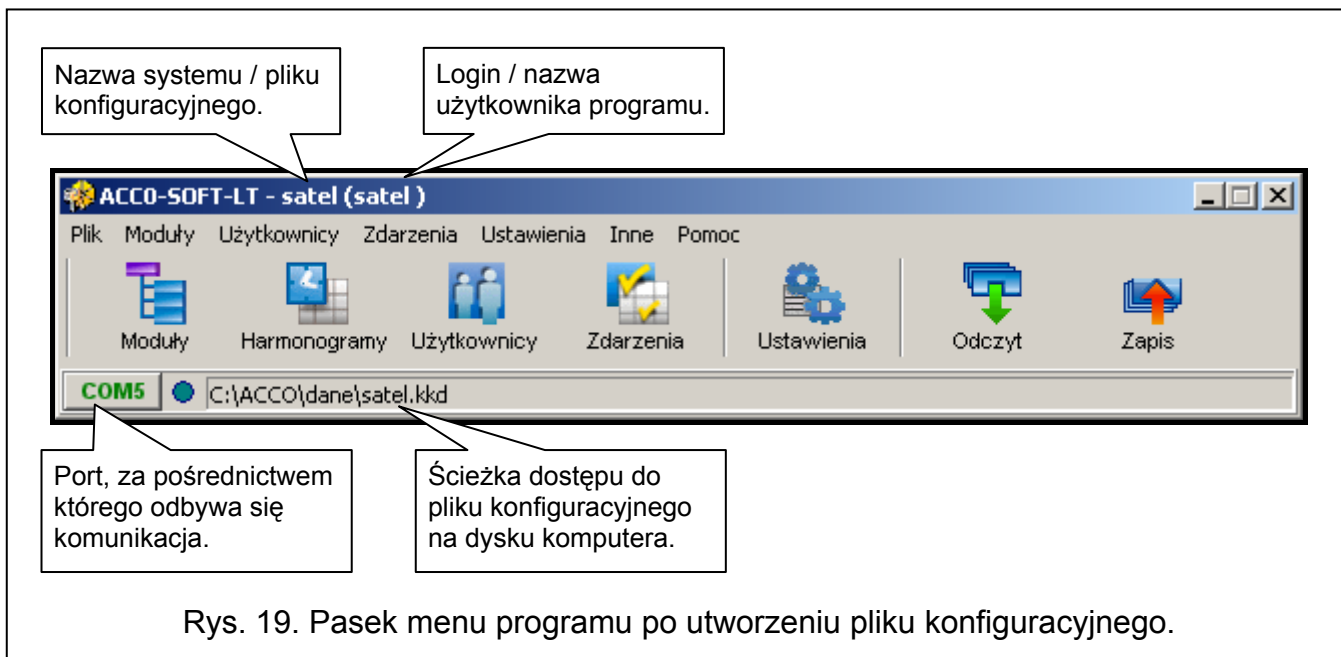 Nazwa systemu / pliku
konfiguracyjnego.
Login / nazwa
użytkownika programu.
ACCO-SOFT-LT - satel (satel )
Plik Moduły Użytkownicy Zdarzenia Ustawienia Inne Pomoc
Moduły Harmonogramy Użytkownicy Zdarzenia Ustawienia Odczyt Zapis
COM5 C:\ACCO\dane\satel.kkd
Port, za pośrednictwem
którego odbywa się
komunikacja.
Ścieżka dostępu do
pliku konfiguracyjnego
na dysku komputera.
Rys. 19. Pasek menu programu po utworzeniu pliku konfiguracyjnego.